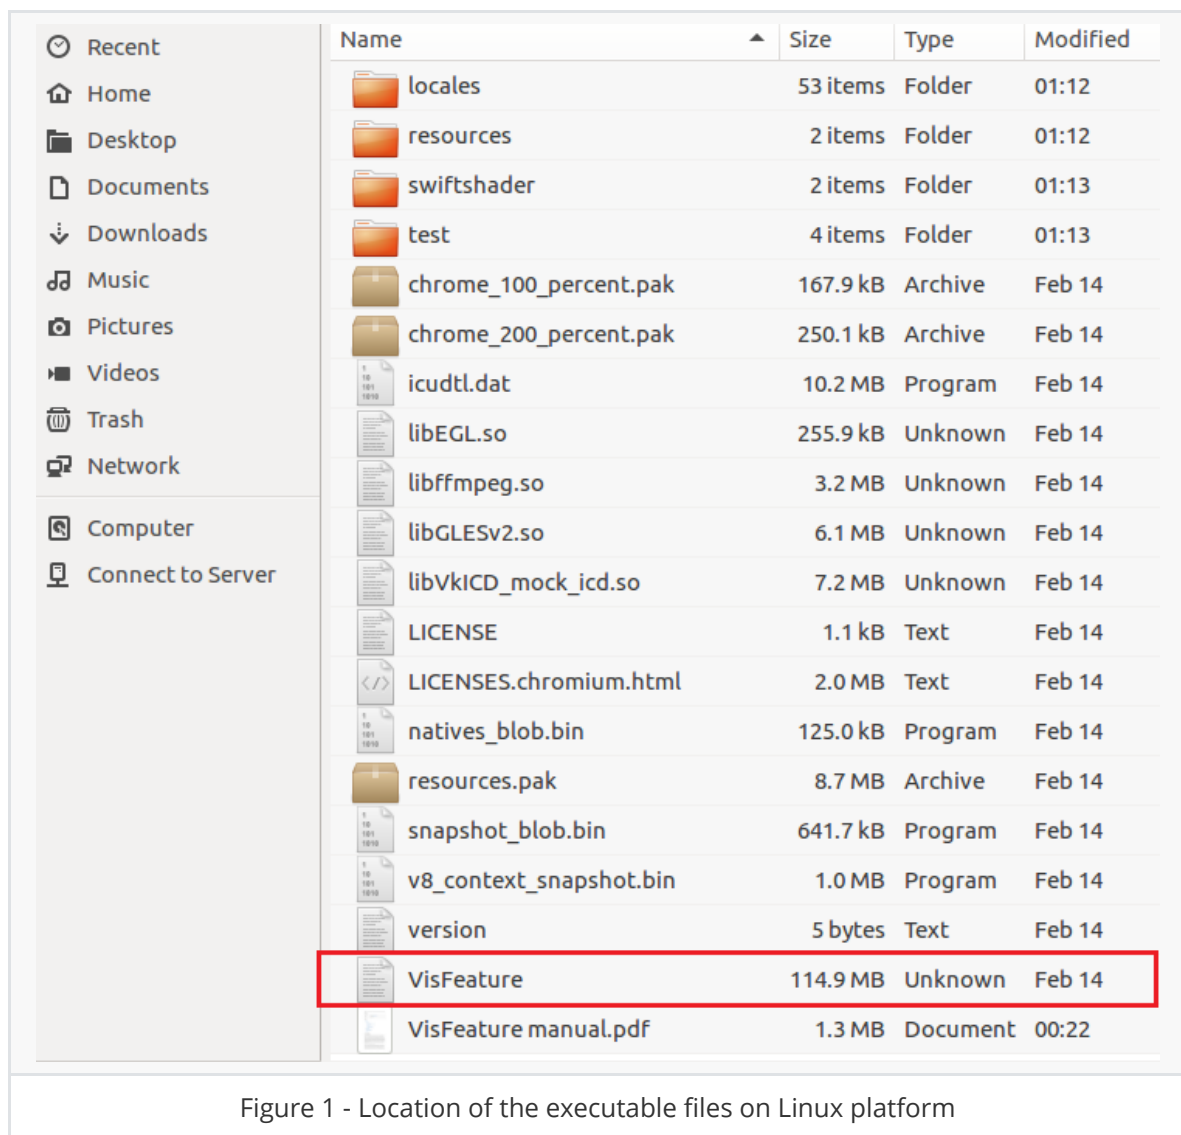 Recent
Home
Desktop
Documents
Downloads
Music
Pictures
Videos
Trash
Network
Computer
Connect to Server
Name Size Type Modified
locales 53 items Folder 01:12
resources 2 items Folder 01:12
swiftshader 2 items Folder 01:13
test 4 items Folder 01:13
chrome_100_percent.pak 167.9 kB Archive Feb 14
chrome_200_percent.pak 250.1 kB Archive Feb 14
icudtl.dat 10.2 MB Program Feb 14
libEGL.so 255.9 kB Unknown Feb 14
libffmpeg.so 3.2 MB Unknown Feb 14
libGLESv2.so 6.1 MB Unknown Feb 14
libVkICD_mock_icd.so 7.2 MB Unknown Feb 14
LICENSE 1.1 kB Text Feb 14
LICENSES.chromium.html 2.0 MB Text Feb 14
natives_blob.bin 125.0 kB Program Feb 14
resources.pak 8.7 MB Archive Feb 14
snapshot_blob.bin 641.7 kB Program Feb 14
v8_context_snapshot.bin 1.0 MB Program Feb 14
version 5 bytes Text Feb 14
VisFeature 114.9 MB Unknown Feb 14
VisFeature manual.pdf 1.3 MB Document 00:22
Figure 1 - Location of the executable files on Linux platform